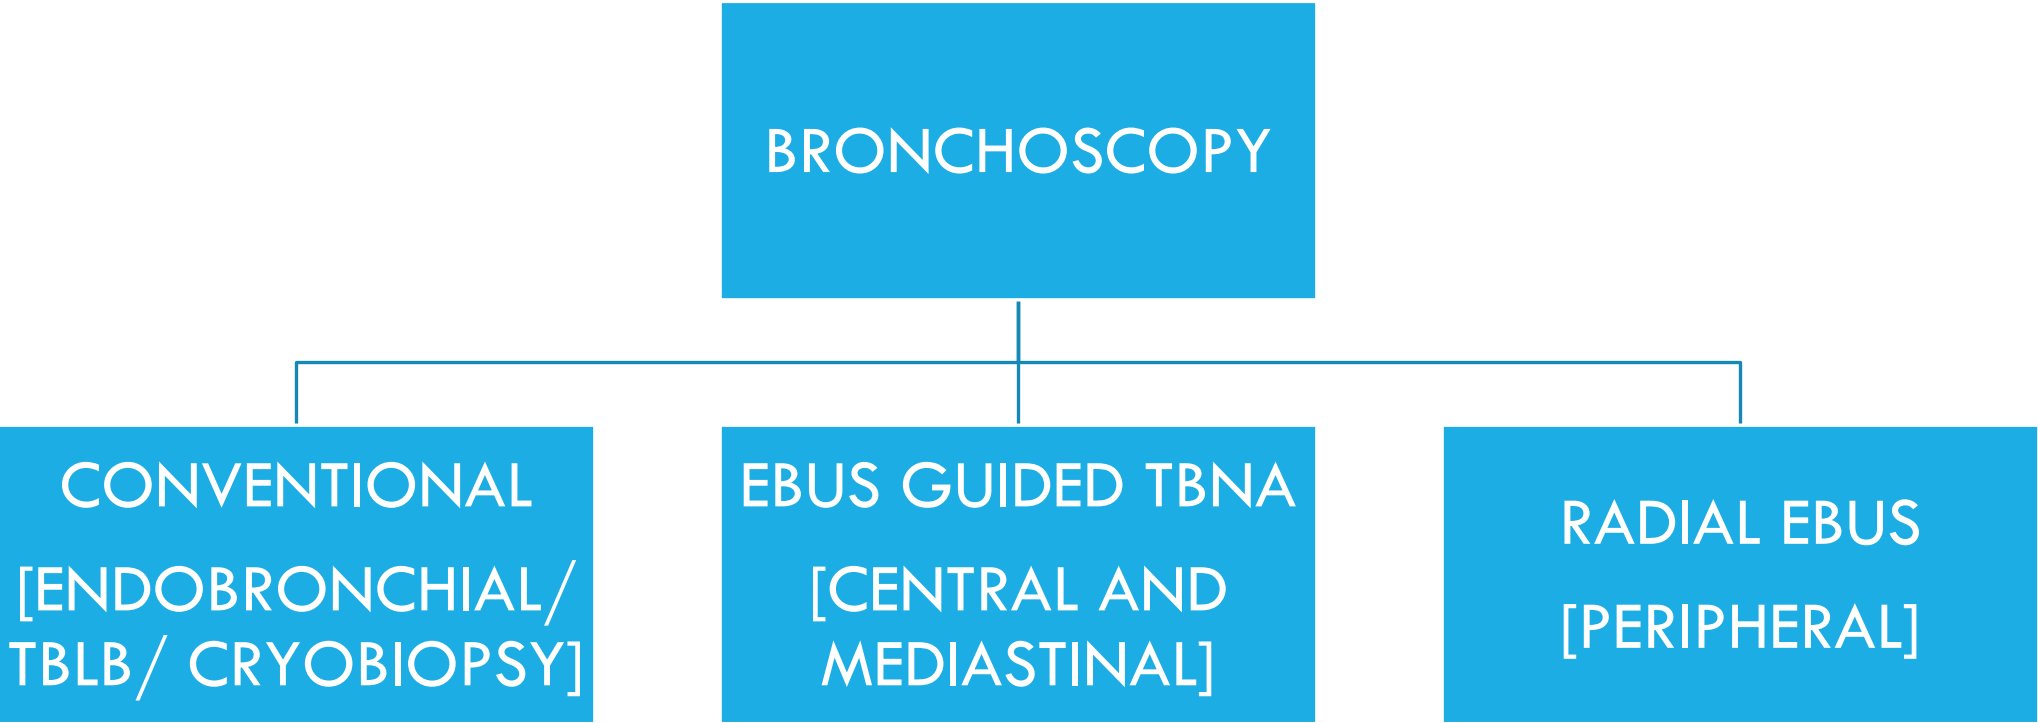 BRONCHOSCOPY
CONVENTIONAL
[ENDOBRONCHIAL/
TBLB/ CRYOBIOPSY]
EBUS GUIDED TBNA
[CENTRAL AND
MEDIASTINAL]
RADIAL EBUS
[PERIPHERAL]